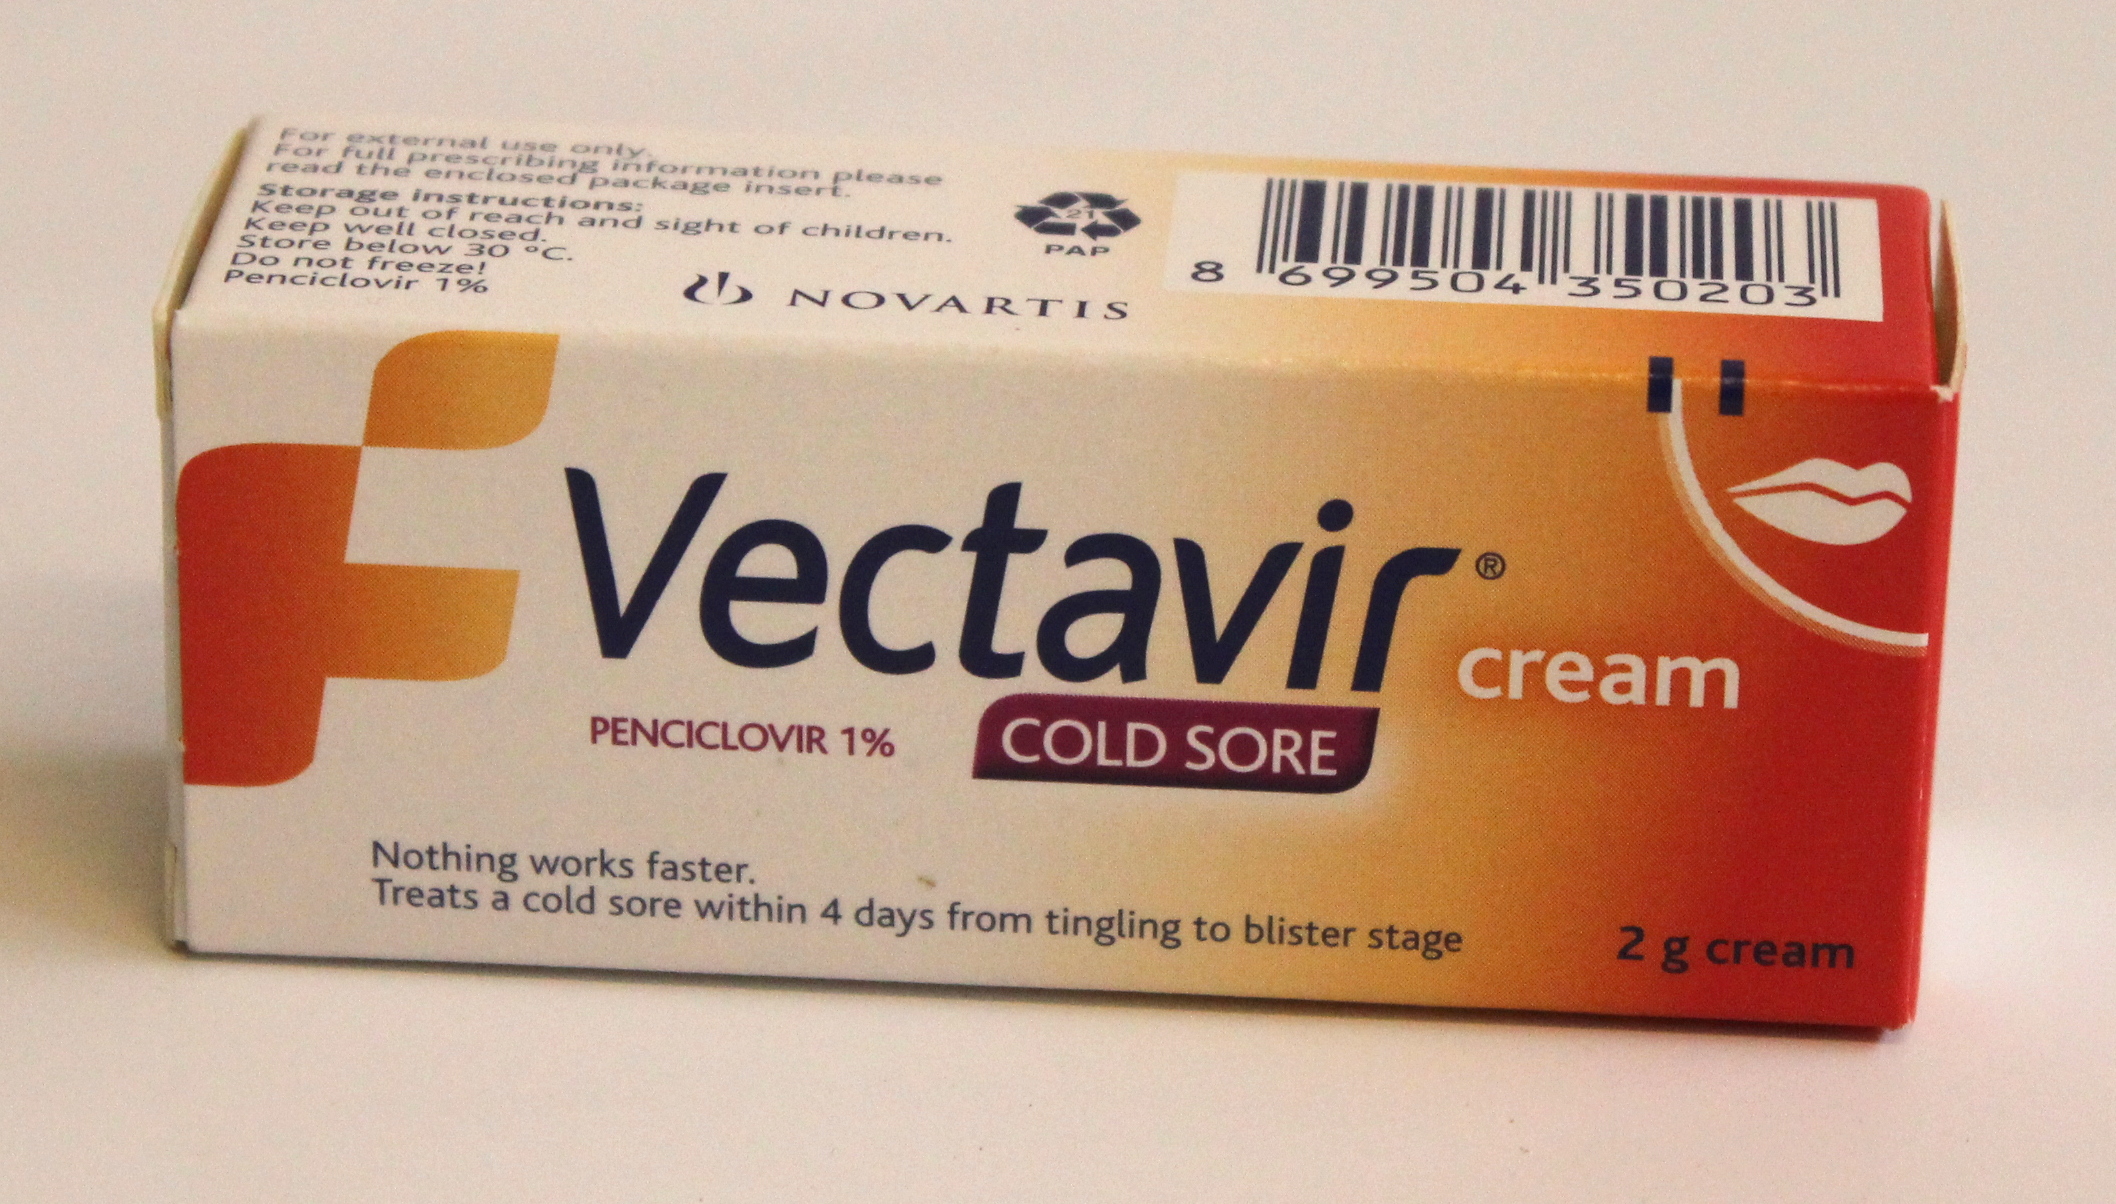 For external use only.
For full prescribing information please
read the enclosed package insert.
Storage instructions:
Keep out of reach and sight of children.
Keep well closed.
Store below 30 °C.
Do not freeze!
Penciclovir 1%
21
PAP
NOVARTIS
8 699504 350203
Vectavir®
cream
PENCICLOVIR 1%
COLD SORE
Nothing works faster.
Treats a cold sore within 4 days from tingling to blister stage
2 g cream